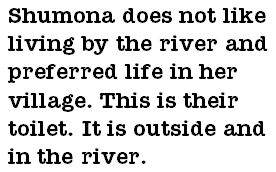 Shumona does not like
living by the river and
preferred life in her
village. This is their
toilet. It is outside and
in the river.